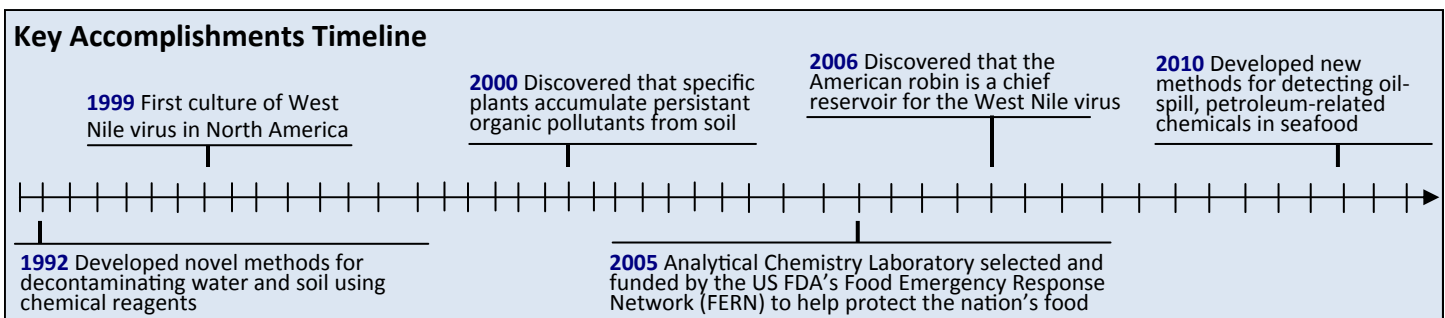 Key Accomplishments Timeline
1999 First culture of West
Nile virus in North America
2000 Discovered that specific
plants accumulate persistant
organic pollutants from soil
2006 Discovered that the
American robin is a chief
reservoir for the West Nile virus
2010 Developed new
methods for detecting oil-
spill, petroleum-related
chemicals in seafood
1992 Developed novel methods for
decontaminating water and soil using
chemical reagents
2005 Analytical Chemistry Laboratory selected and
funded by the US FDA's Food Emergency Response
Network (FERN) to help protect the nation's food